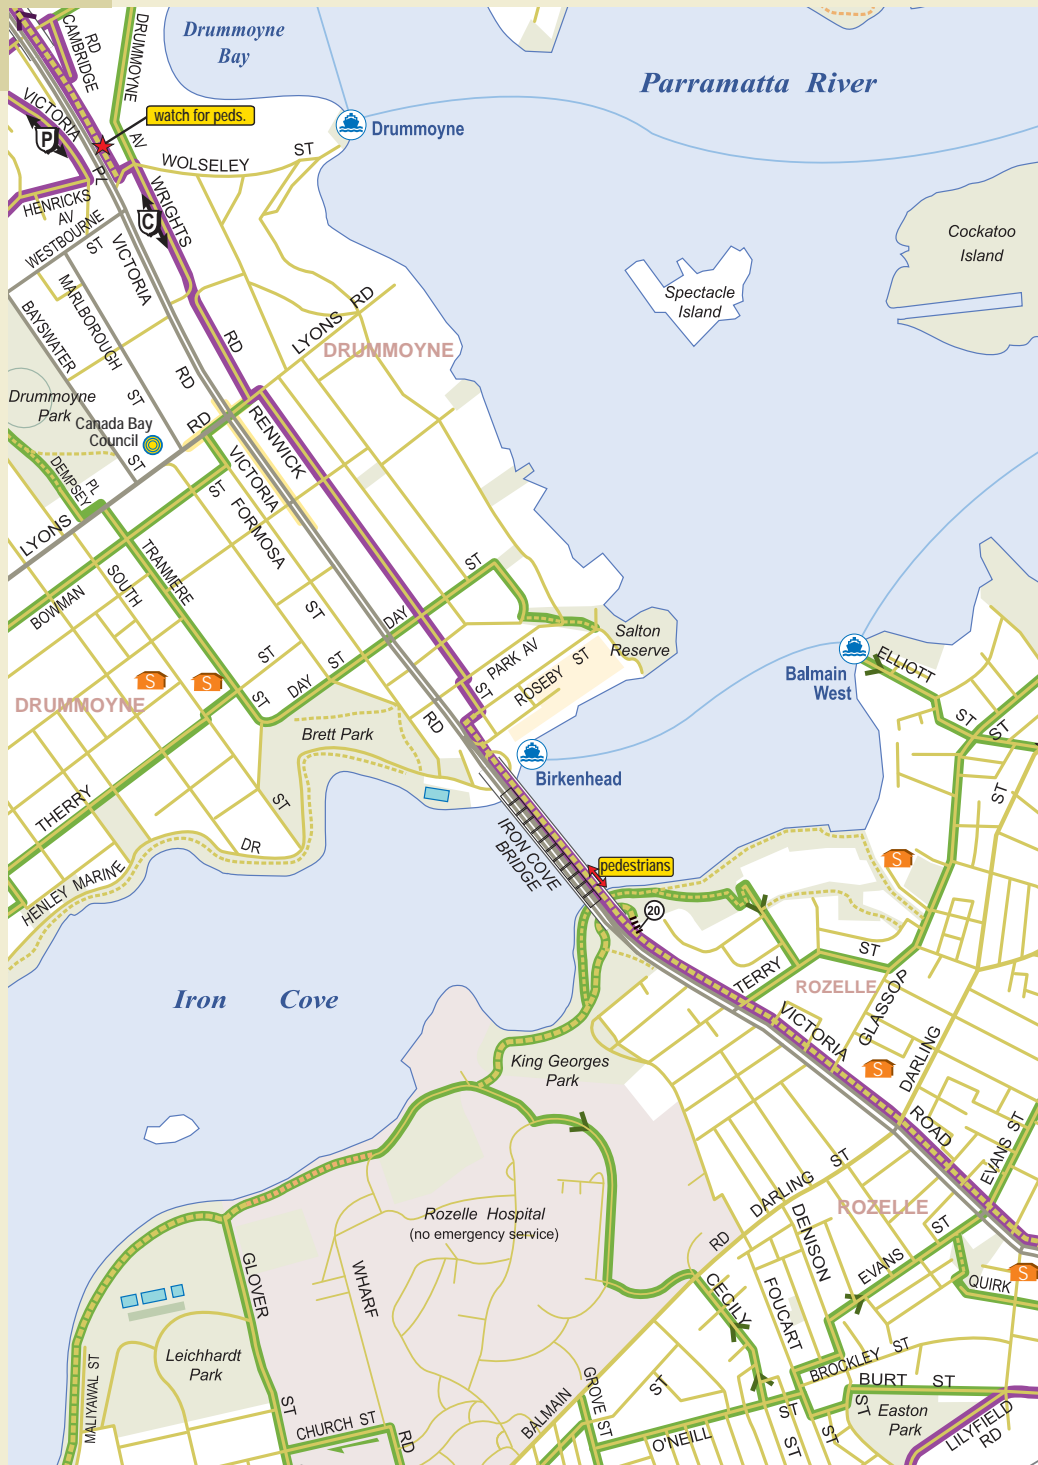 Drummoyne
Bay
Parramatta River
CAMBRIDGE
RD
DRUMMOYNE
AV
VICTORIA
PL
watch for peds.
P
Drummoyne
WOLSELEY ST
HENRICKS
AV
WESTBOURNE
ST
C
WRIGHTS
RD
VICTORIA
RD
Cockatoo
Island
Spectacle
Island
MARLBOROUGH
ST
BAYSWATER
ST
LYONS RD
DRUMMOYNE
Drummoyne
Park
Canada Bay
Council
RD
RENWICK
ST
DEMPSEY
PL
VICTORIA
RD
ST
FORMOSA
ST
LYONS
TRANMERE
ST
SOUTH
ST
BOWMAN
DAY
ST
DAY
ST
PARK AV
ROSEBY ST
Salton
Reserve
Balmain
West
ELLIOTT
ST
ST
ST
DRUMMOYNE
S
S
Brett Park
Birkenhead
THERRY
ST
DR
HENLEY MARINE
IRON COVE
BRIDGE
pedestrians
20
S
ST
TERRY
ROZELLE
GLASSOP
Iron Cove
VICTORIA
ROAD
DARLING
S
King Georges
Park
EVANS ST
DARLING ST
ROZELLE
Rozelle Hospital
(no emergency service)
RD
DENISON
ST
EVANS
ST
S
QUIRK
GLOVER
ST
WHARF
RD
CECILY
FOUCART
ST
BROCKLEY ST
BURT ST
ST
Easton
Park
LILYFIELD
RD
Leichhardt
Park
MALIYAWAL ST
CHURCH ST
BALMAIN
GROVE ST
ST
O'NEILL
ST